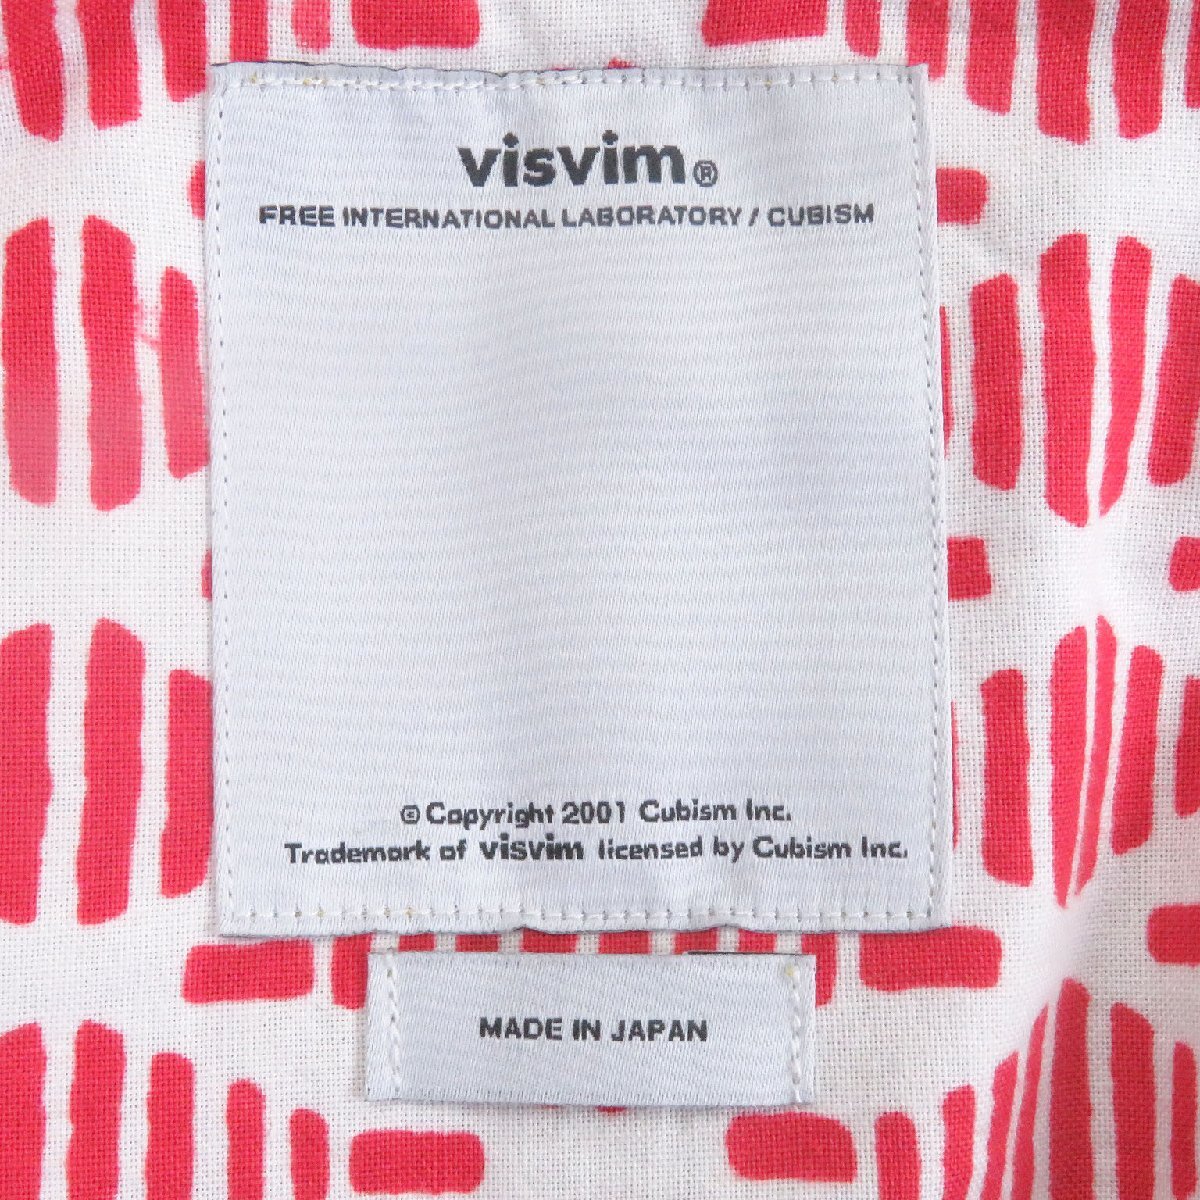 visvim®
FREE INTERNATIONAL LABORATORY / CUBISM
© Copyright 2001 Cubism Inc.
Trademark of visvim licensed by Cubism Inc.
MADE IN JAPAN